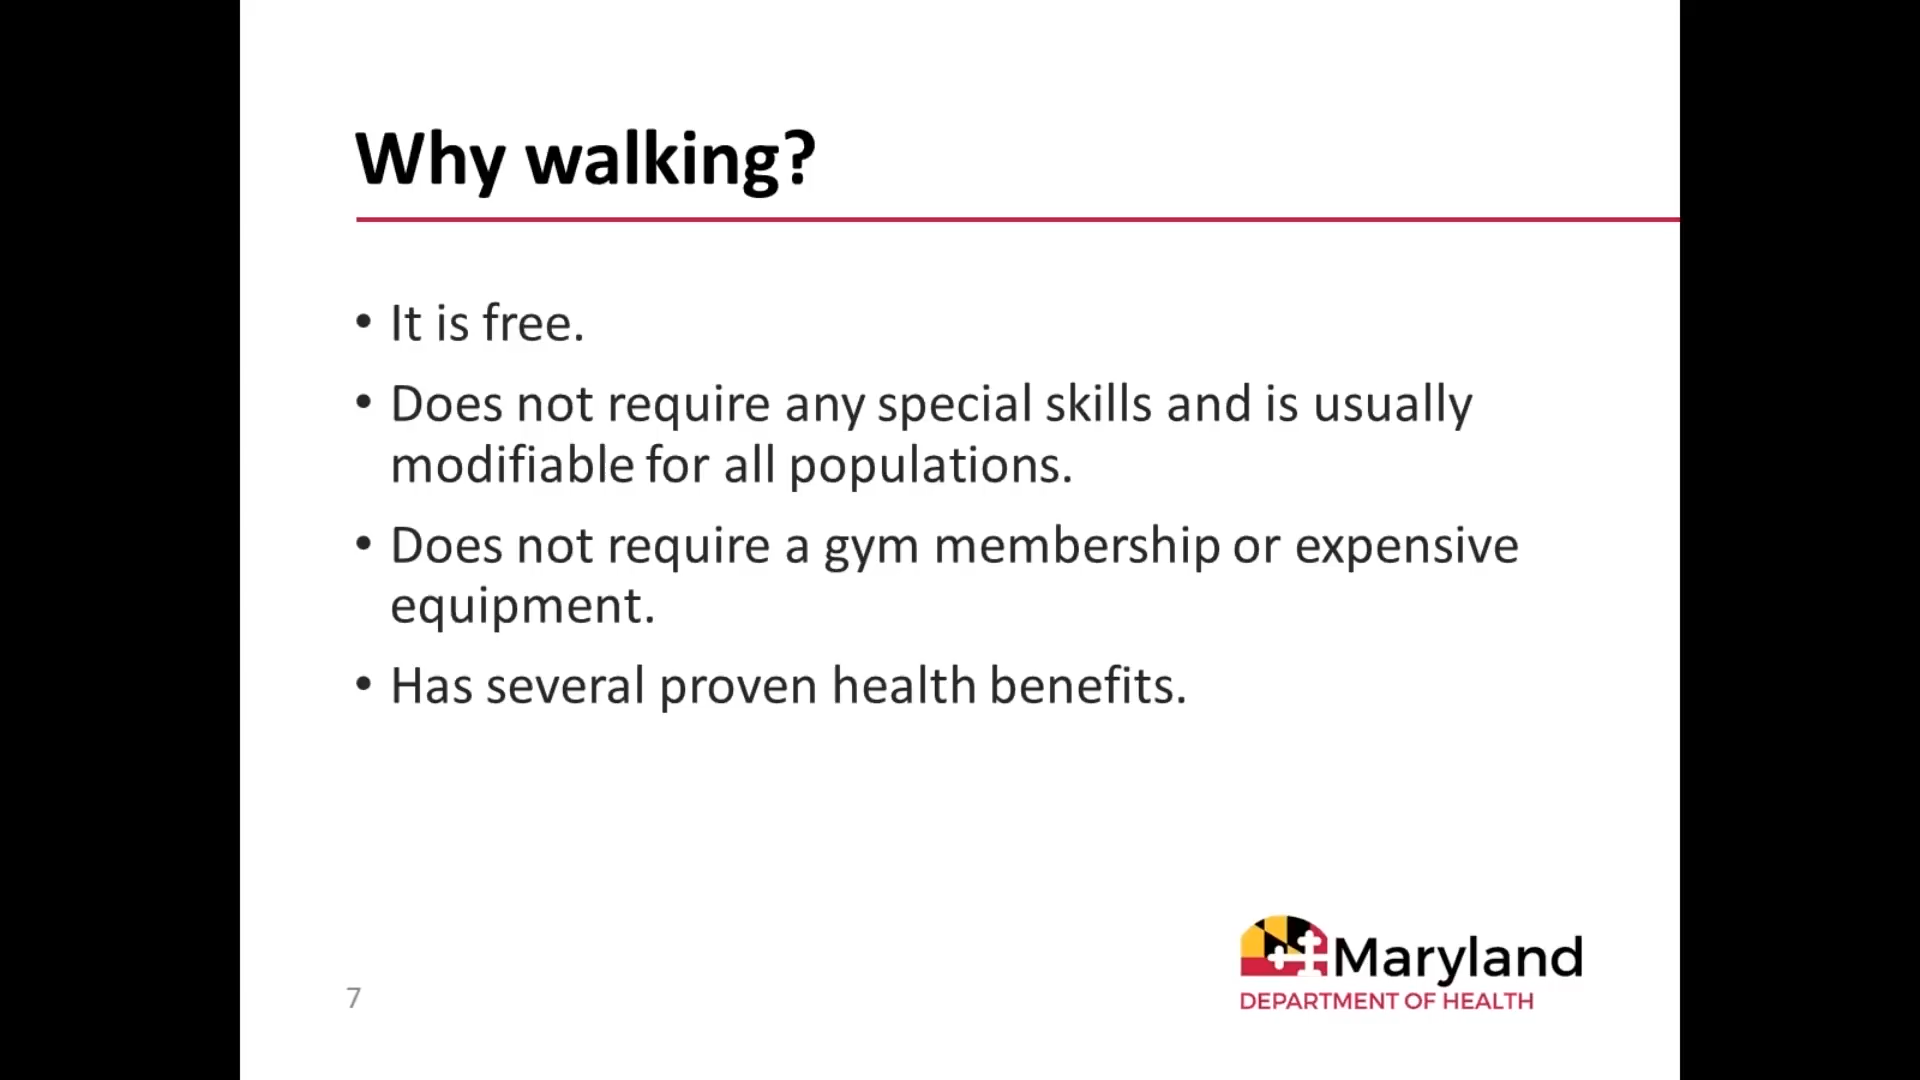 Why walking?
• It is free.
• Does not require any special skills and is usually
modifiable for all populations.
• Does not require a gym membership or expensive
equipment.
• Has several proven health benefits.
7
Maryland
DEPARTMENT OF HEALTH